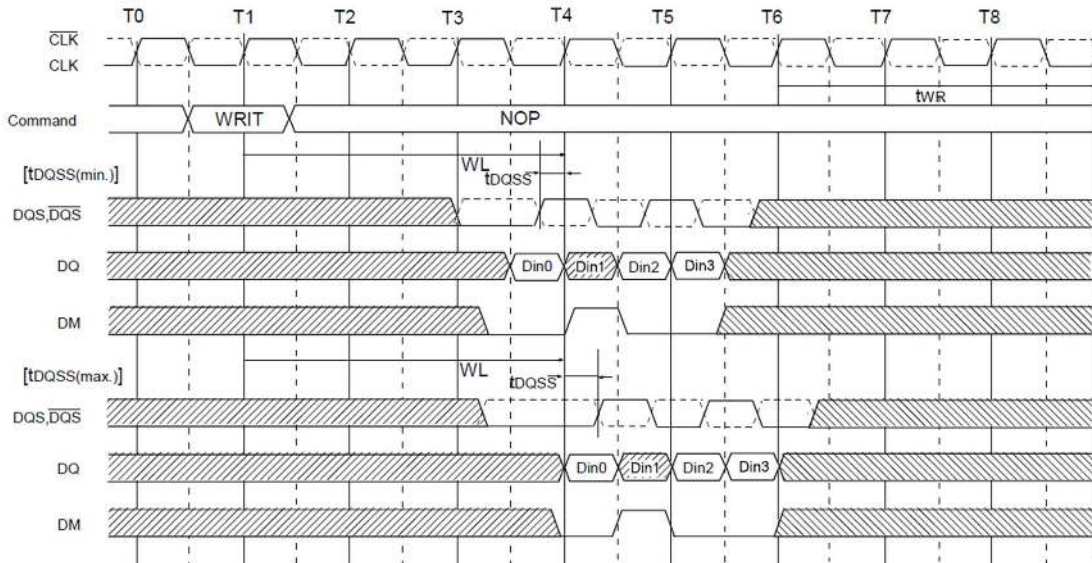 T0 T1 T2 T3 T4 T5 T6 T7 T8
CLK
CLK
tWR
Command WRIT NOP
WL
[tDQSS(min.)] tDQSS
DQS,DQS
DQ Din0 Din1 Din2 Din3
DM
WL
[tDQSS(max.)] tDQSS
DQS,DQS
DQ Din0 Din1 Din2 Din3
DM